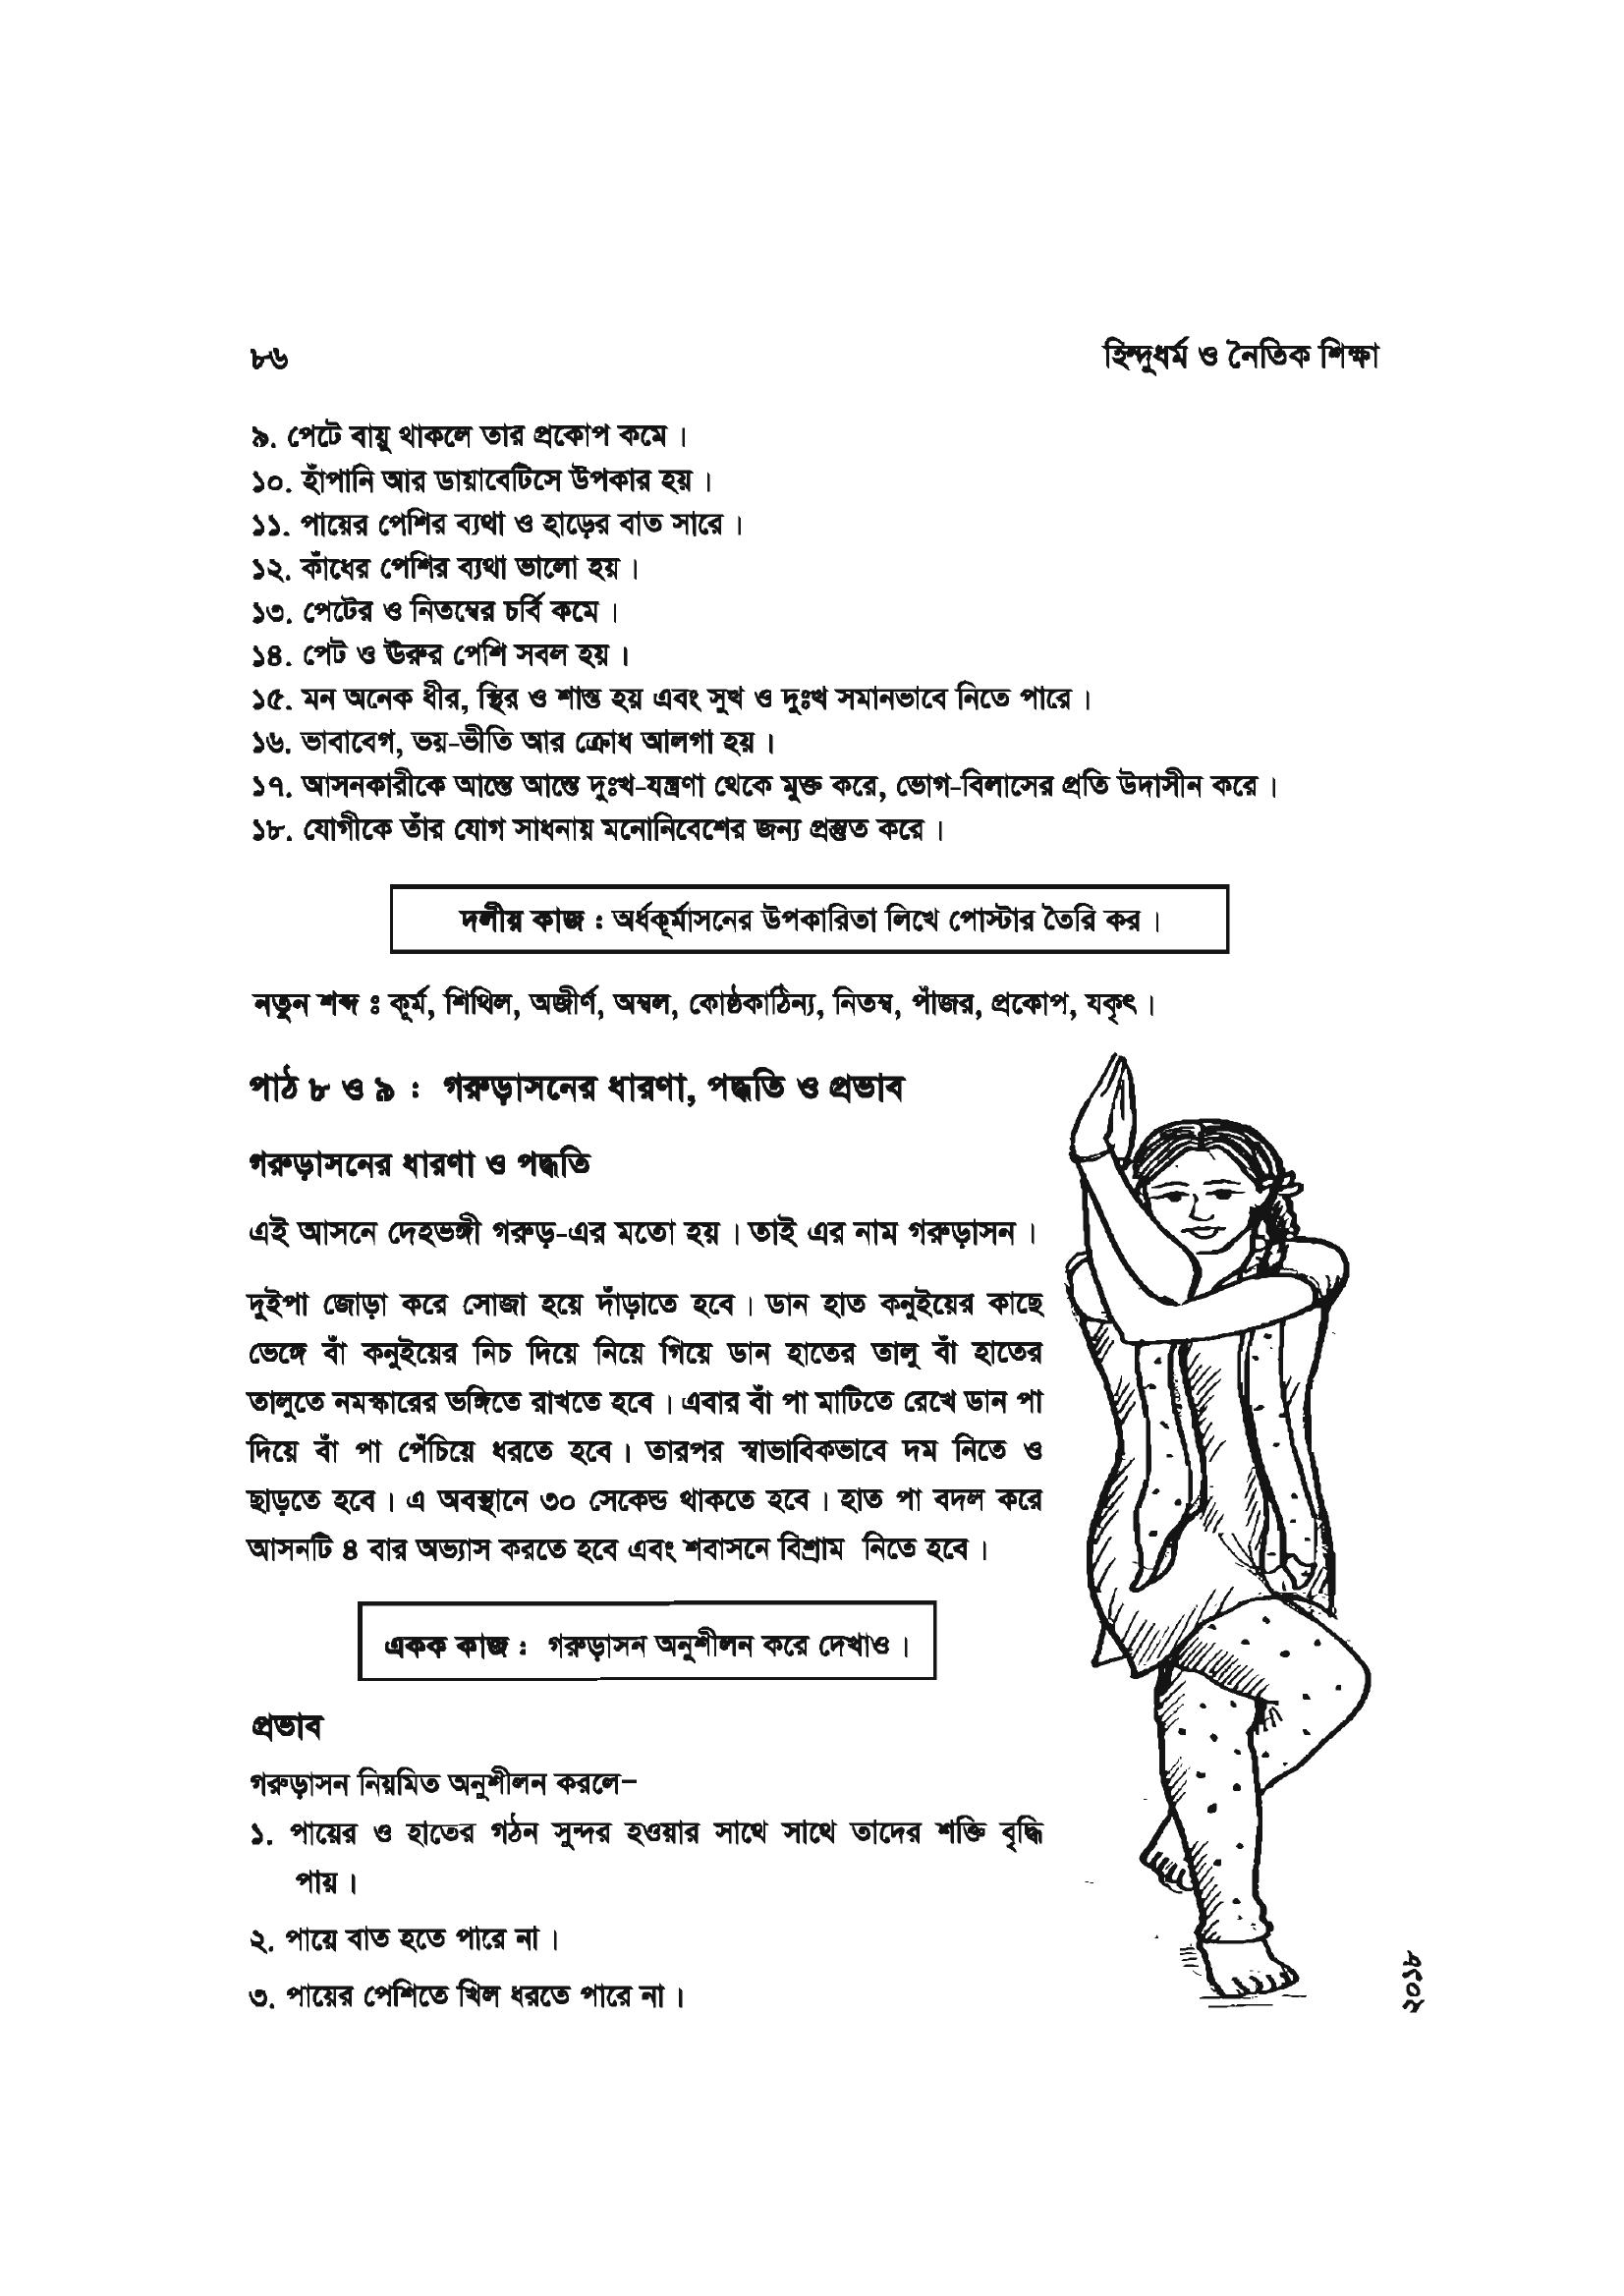 ৮৬
হিন্দুধর্ম ও নৈতিক শিক্ষা
৯. পেটে বায়ু থাকলে তার প্রকোপ কমে।
১০. হাঁপানি আর ডায়াবেটিসে উপকার হয়।
১১. পায়ের পেশির ব্যথা ও হাড়ের বাত সারে।
১২. কাঁধের পেশির ব্যথা ভালো হয়।
১৩. পেটের ও নিতম্বের চর্বি কমে।
১৪. পেট ও ঊরুর পেশি সবল হয়।
১৫. মন অনেক ধীর, স্থির ও শান্ত হয় এবং সুখ ও দুঃখ সমানভাবে নিতে পারে।
১৬. ভাবাবেগ, ভয়-ভীতি আর ক্রোধ আলগা হয়।
১৭. আসনকারীকে আস্তে আস্তে দুঃখ-যন্ত্রণা থেকে মুক্ত করে, ভোগ-বিলাসের প্রতি উদাসীন করে।
১৮. যোগীকে তাঁর যোগ সাধনায় মনোনিবেশের জন্য প্রস্তুত করে।
দলীয় কাজ : অর্ধকূর্মাসনের উপকারিতা লিখে পোস্টার তৈরি কর।
নতুন শব্দ ঃ কূর্ম, শিথিল, অজীর্ণ, অম্বল, কোষ্ঠকাঠিন্য, নিতম্ব, পাঁজর, প্রকোপ, যকৃৎ।
পাঠ ৮ ও ৯ : গরুড়াসনের ধারণা, পদ্ধতি ও প্রভাব
গরুড়াসনের ধারণা ও পদ্ধতি
এই আসনে দেহভঙ্গী গরুড়-এর মতো হয়। তাই এর নাম গরুড়াসন।
দুইপা জোড়া করে সোজা হয়ে দাঁড়াতে হবে। ডান হাত কনুইয়ের কাছে
ভেঙ্গে বাঁ কনুইয়ের নিচ দিয়ে নিয়ে গিয়ে ডান হাতের তালু বাঁ হাতের
তালুতে নমস্কারের ভঙ্গিতে রাখতে হবে। এবার বাঁ পা মাটিতে রেখে ডান পা
দিয়ে বাঁ পা পেঁচিয়ে ধরতে হবে। তারপর স্বাভাবিকভাবে দম নিতে ও
ছাড়তে হবে। এ অবস্থানে ৩০ সেকেন্ড থাকতে হবে। হাত পা বদল করে
আসনটি ৪ বার অভ্যাস করতে হবে এবং শবাসনে বিশ্রাম নিতে হবে।
একক কাজ : গরুড়াসন অনুশীলন করে দেখাও।
প্রভাব
গরুড়াসন নিয়মিত অনুশীলন করলে–
১. পায়ের ও হাতের গঠন সুন্দর হওয়ার সাথে সাথে তাদের শক্তি বৃদ্ধি
পায়।
২. পায়ে বাত হতে পারে না।
৩. পায়ের পেশিতে খিল ধরতে পারে না।
২০১৮